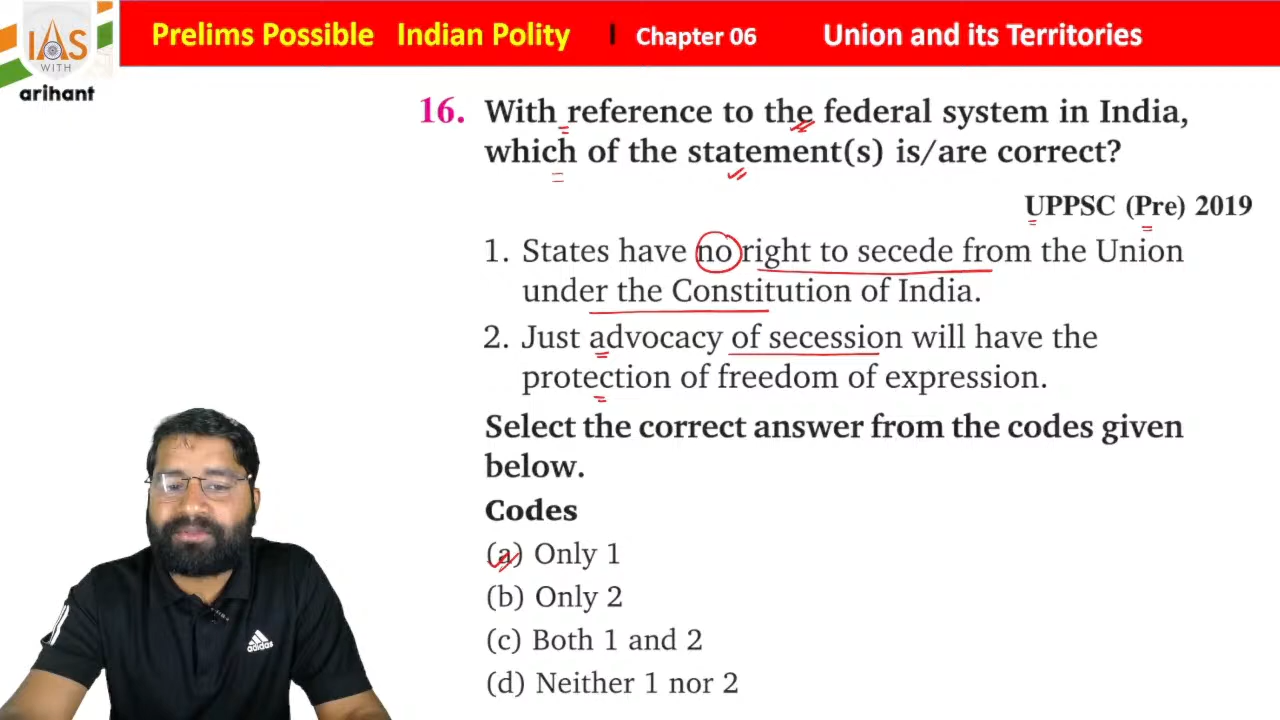 IAS
WITH
arihant
Prelims Possible Indian Polity | Chapter 06 Union and its Territories
16. With reference to the federal system in India,
which of the statement(s) is/are correct?
UPPSC (Pre) 2019
1. States have no right to secede from the Union
under the Constitution of India.
2. Just advocacy of secession will have the
protection of freedom of expression.
Select the correct answer from the codes given
below.
Codes
(a) Only 1
(b) Only 2
(c) Both 1 and 2
(d) Neither 1 nor 2
adidas